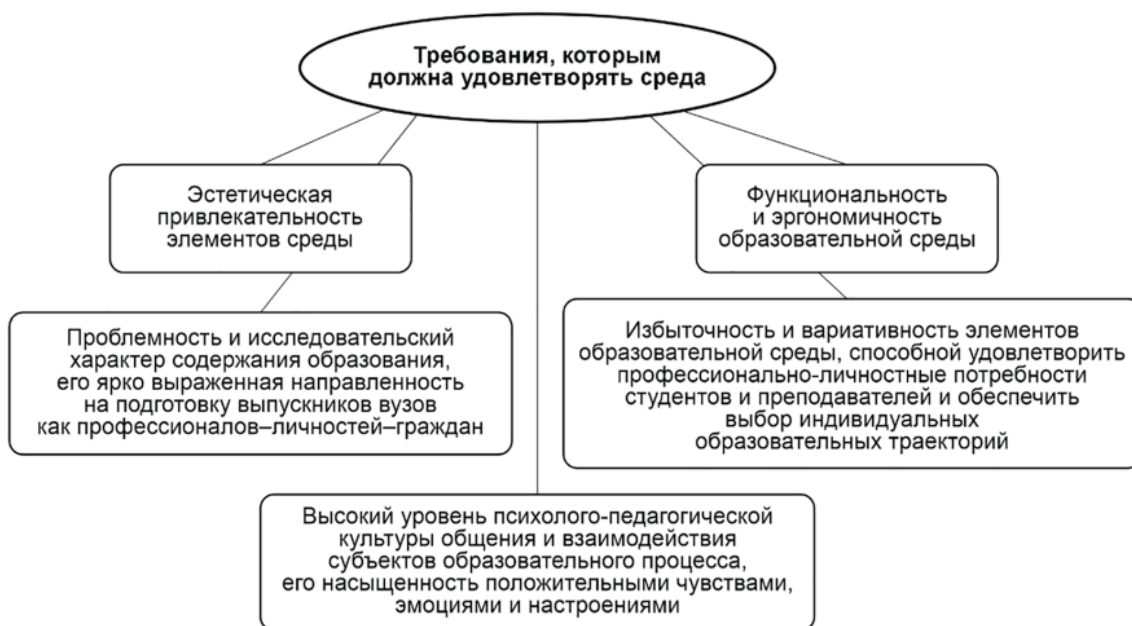 Требования, которым
должна удовлетворять среда
Эстетическая
привлекательность
элементов среды
Функциональность
и эргономичность
образовательной среды
Проблемность и исследовательский
характер содержания образования,
его ярко выраженная направленность
на подготовку выпускников вузов
как профессионалов–личностей–граждан
Избыточность и вариативность элементов
образовательной среды, способной удовлетворить
профессионально-личностные потребности
студентов и преподавателей и обеспечить
выбор индивидуальных
образовательных траекторий
Высокий уровень психолого-педагогической
культуры общения и взаимодействия
субъектов образовательного процесса,
его насыщенность положительными чувствами,
эмоциями и настроениями